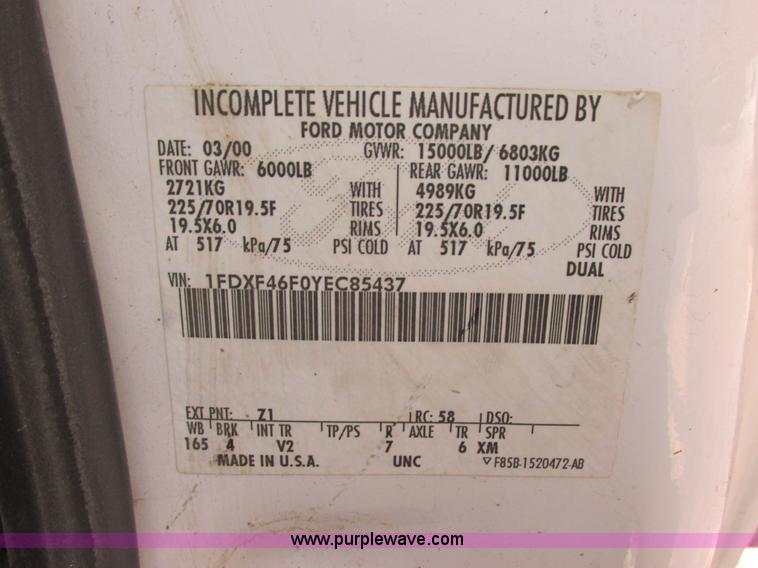 INCOMPLETE VEHICLE MANUFACTURED BY
FORD MOTOR COMPANY
DATE: 03/00 GVWR: 15000LB/ 6803KG
FRONT GAWR: 6000LB REAR GAWR: 11000LB
2721KG WITH 4989KG WITH
225/70R19.5F TIRES 225/70R19.5F TIRES
19.5X6.0 RIMS 19.5X6.0 RIMS
AT 517 kPa/75 PSI COLD AT 517 kPa/75 PSI COLD
DUAL
VIN: 1FDXF46F0YEC85437
EXT PNT: Z1 RC: 58 DSO:
WB BRK INT TR TP/PS R AXLE TR SPR
165 4 V2 7 6 XM
MADE IN U.S.A. UNC F85B-1520472-AB
www.purplewave.com